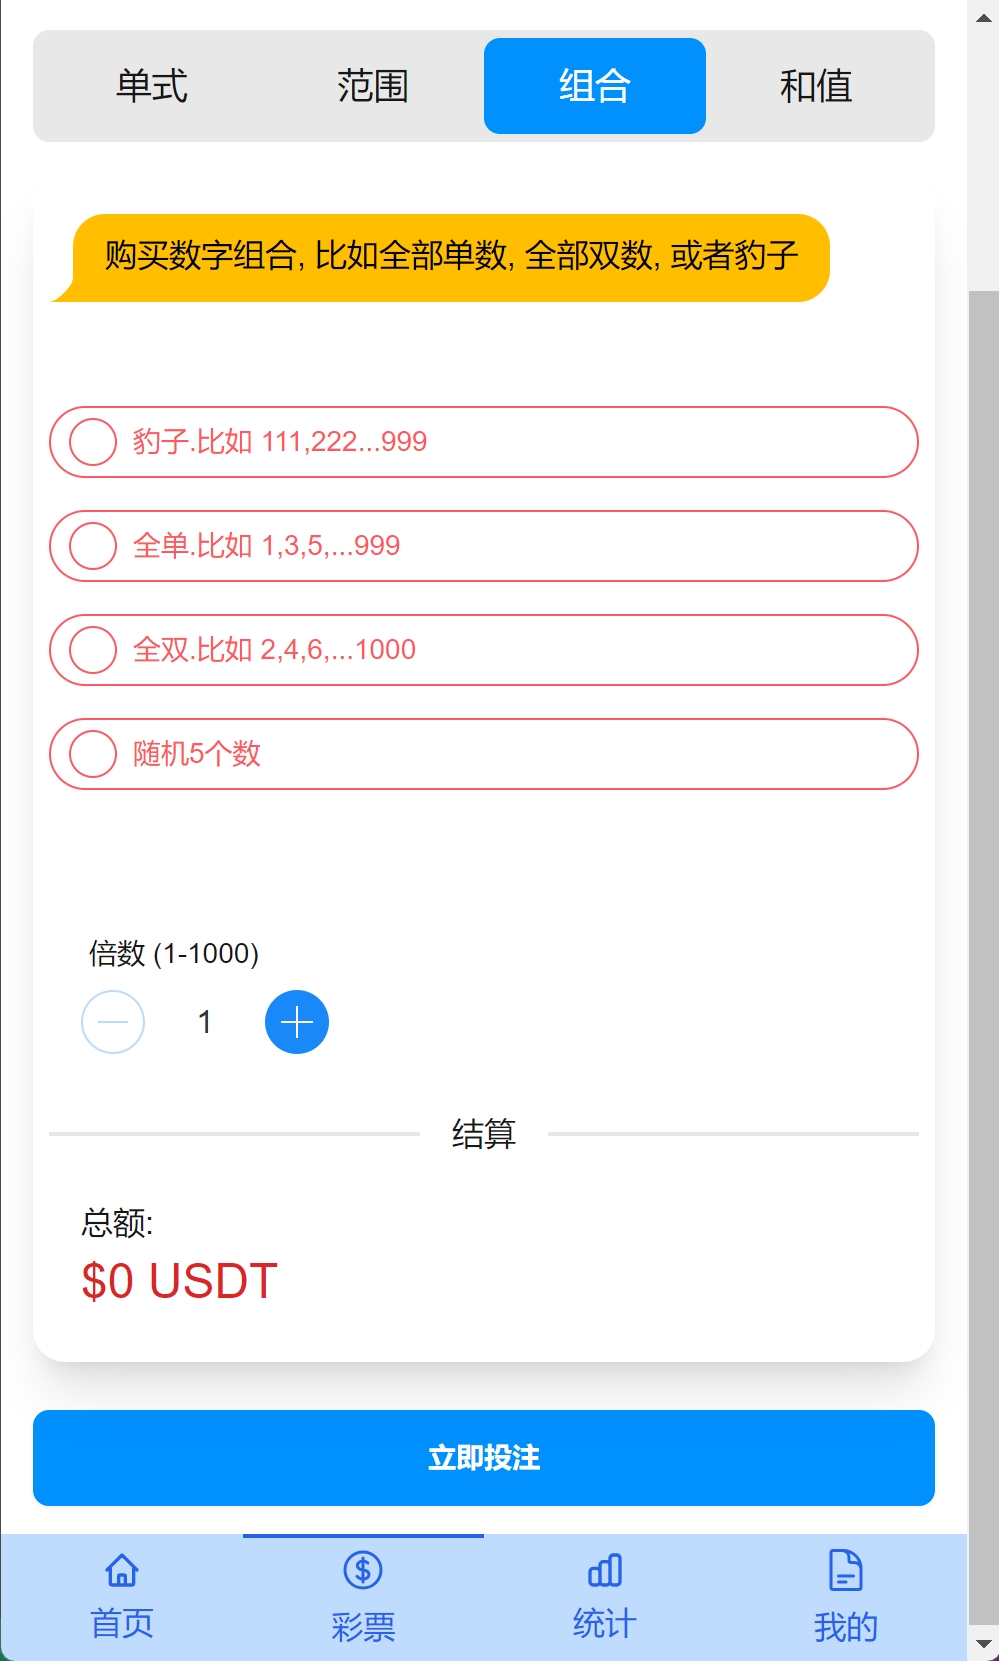 单式 范围 组合 和值
购买数字组合, 比如全部单数, 全部双数, 或者豹子
豹子.比如 111,222...999
全单.比如 1,3,5,...999
全双.比如 2,4,6,...1000
随机5个数
倍数 (1-1000)
1
结算
总额:
$0 USDT
立即投注
首页 彩票 统计 我的